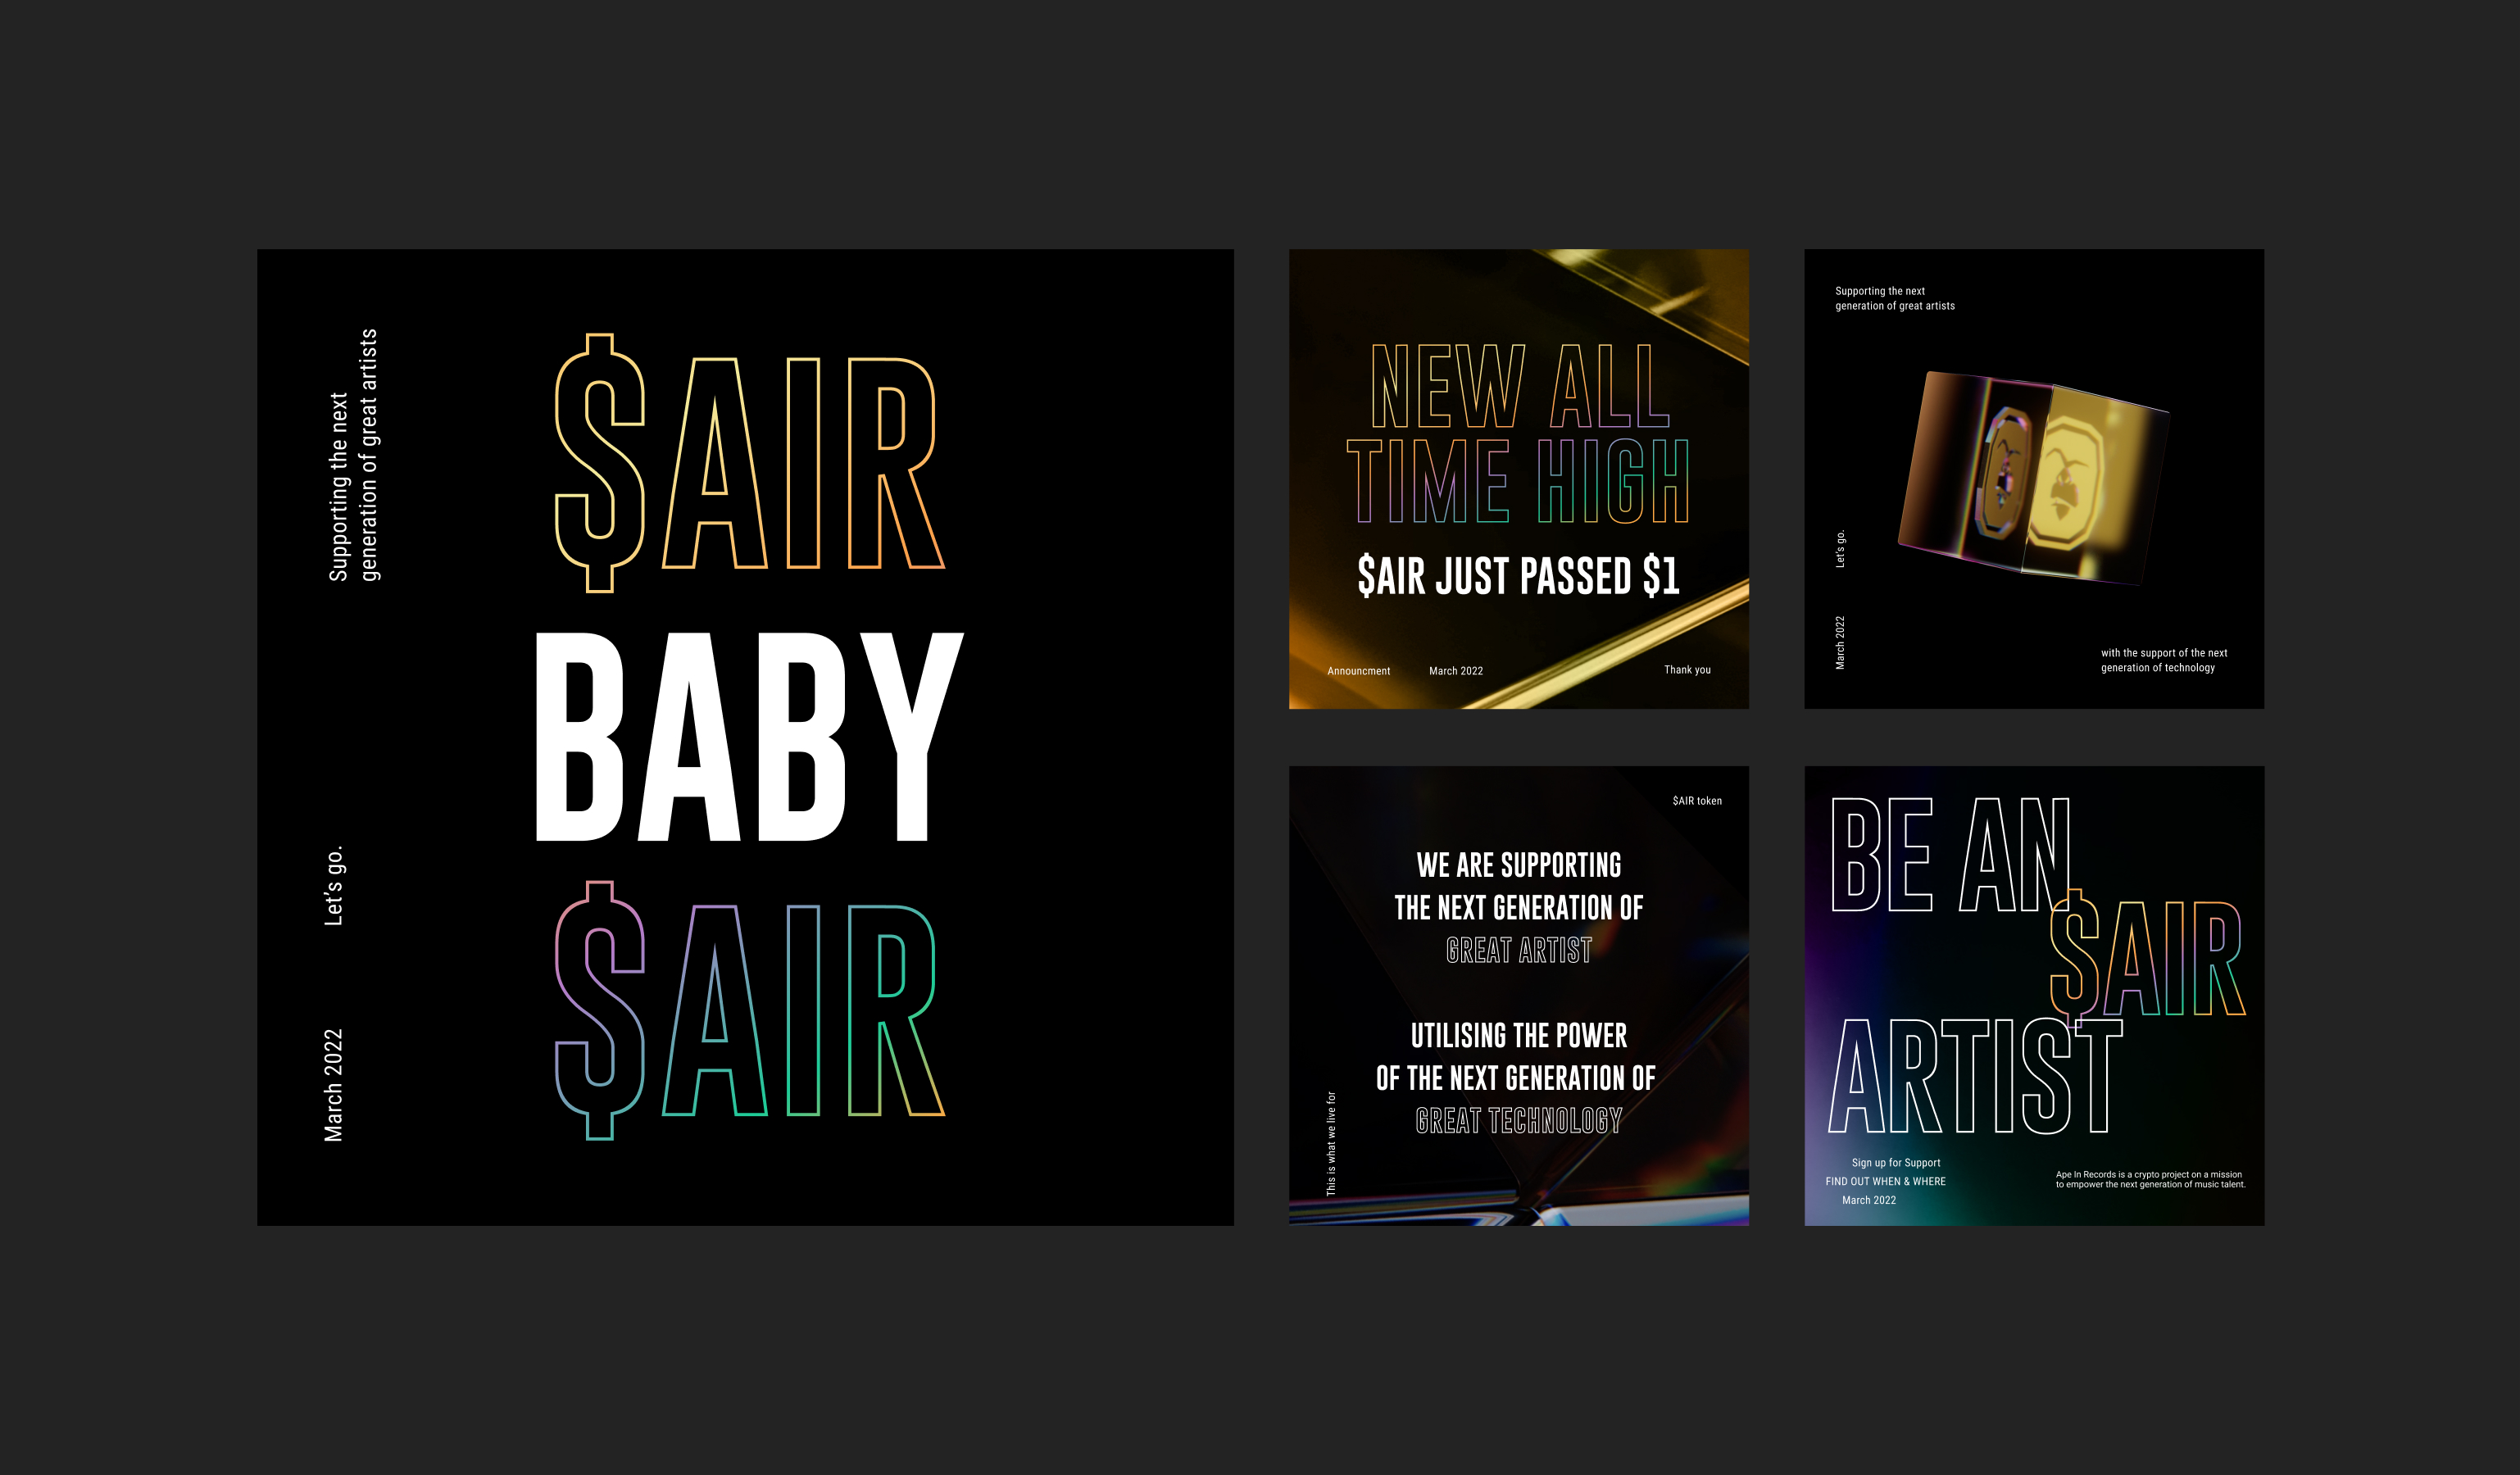 Supporting the next
generation of great artists
Let's go.
March 2022
$AIR
BABY
$AIR
NEW ALL
TIME HIGH
$AIR JUST PASSED $1
Announcment
March 2022
Thank you
Supporting the next
generation of great artists
Let's go.
March 2022
with the support of the next
generation of technology
$AIR token
WE ARE SUPPORTING
THE NEXT GENERATION OF
GREAT ARTIST
UTILISING THE POWER
OF THE NEXT GENERATION OF
GREAT TECHNOLOGY
This is what we live for
BE AN
$AIR
ARTIST
Sign up for Support
FIND OUT WHEN & WHERE
March 2022
Ape In Records is a crypto project on a mission
to empower the next generation of music talent.